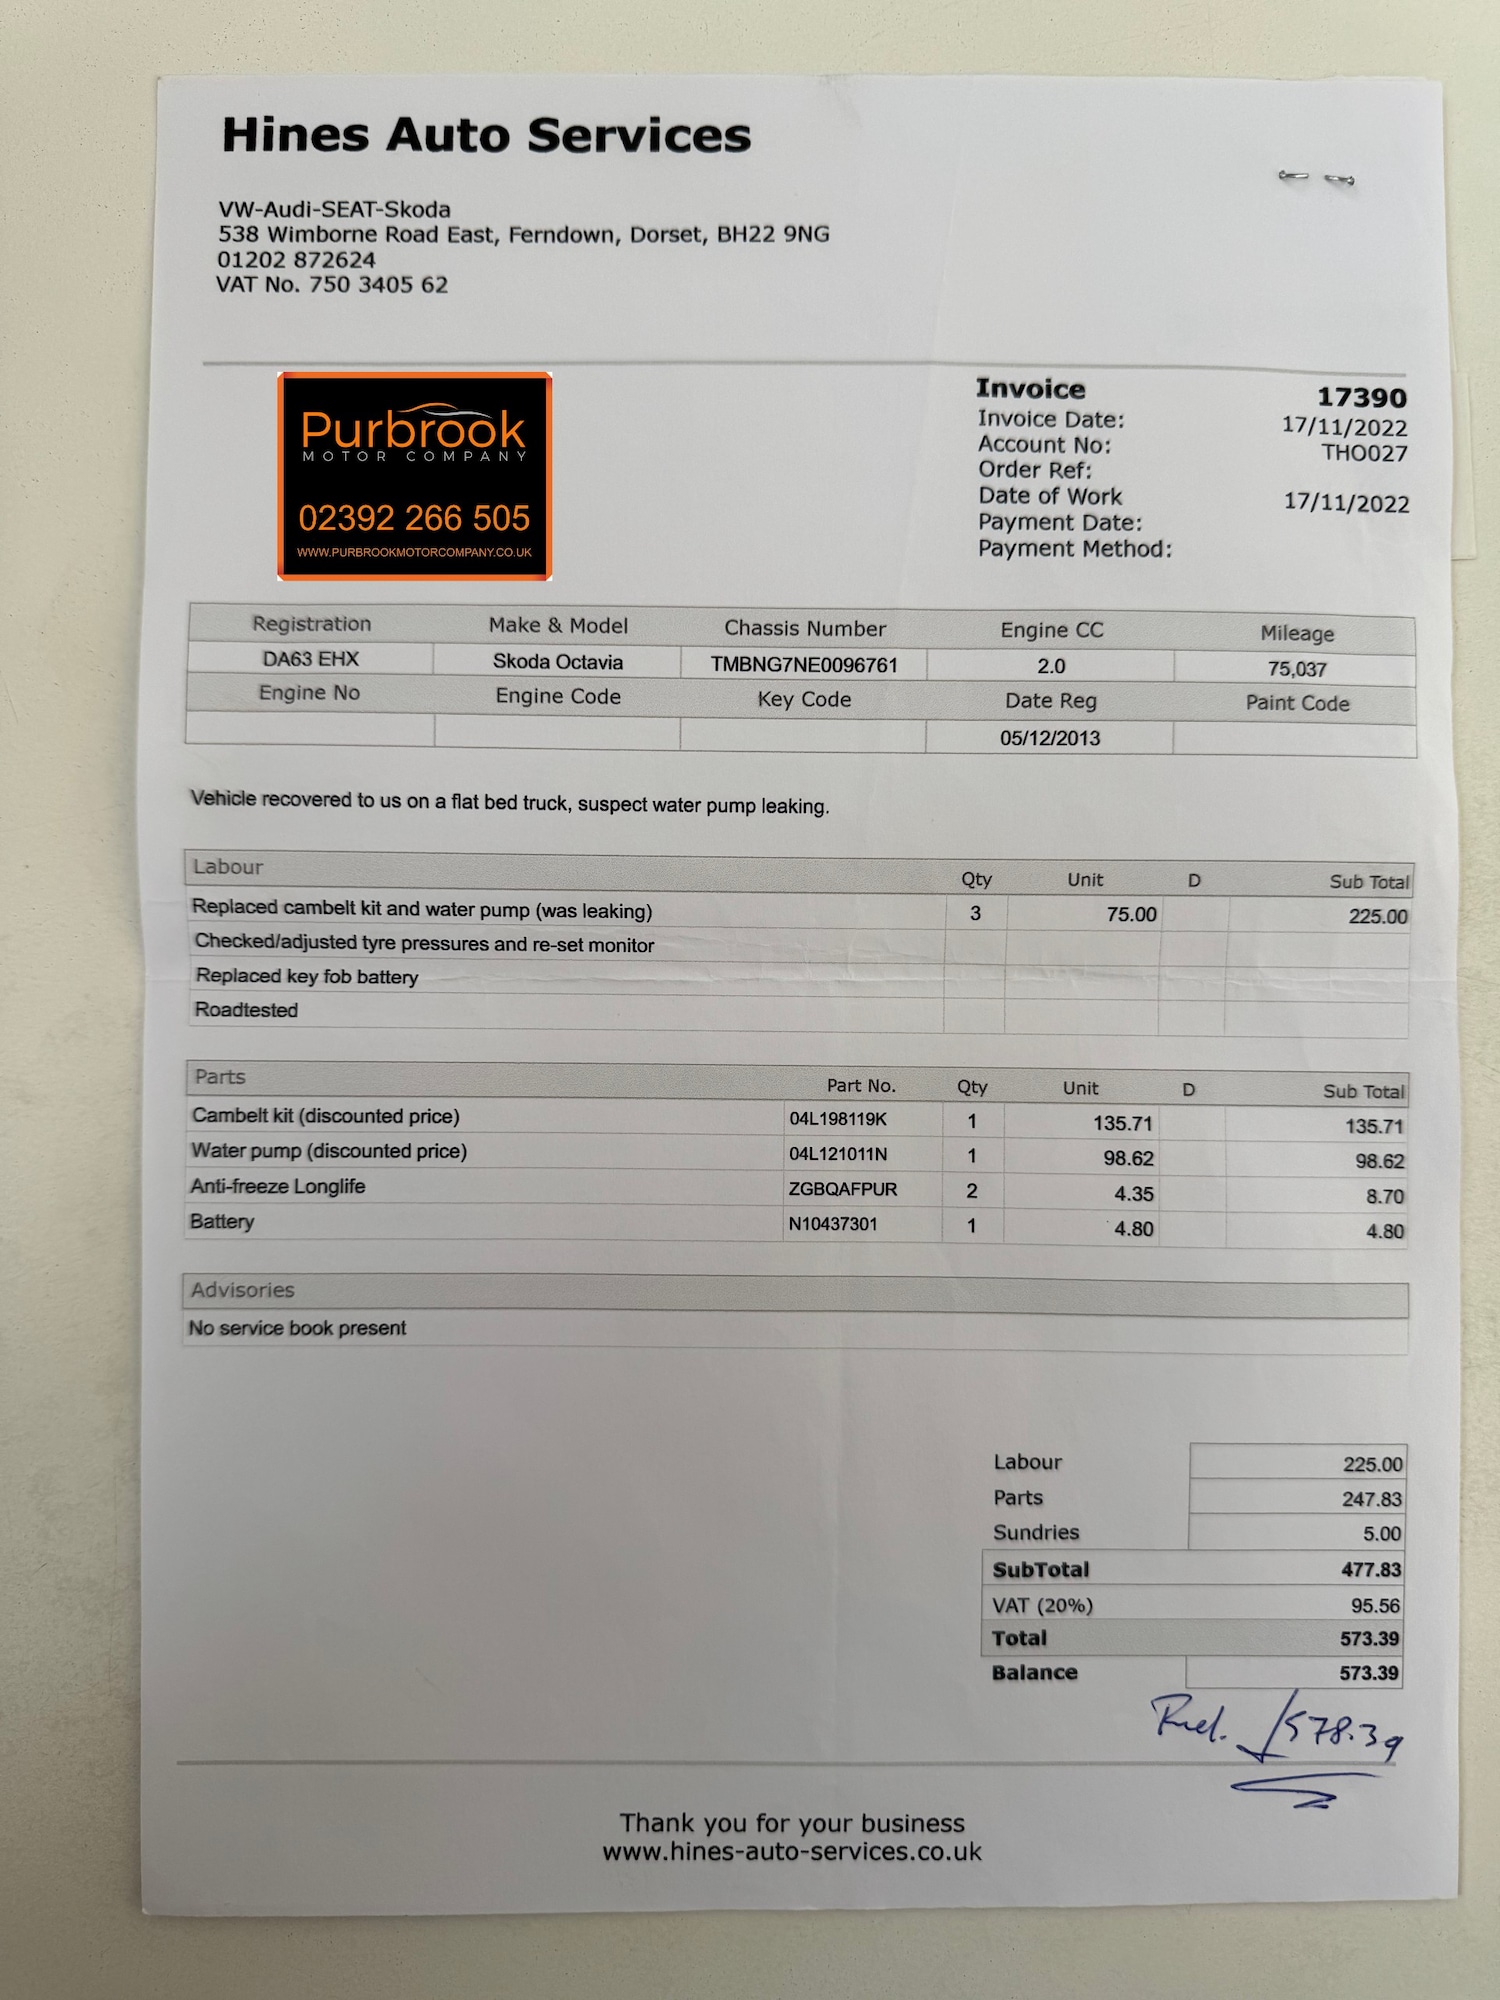 Hines Auto Services
VW-Audi-SEAT-Skoda
538 Wimborne Road East, Ferndown, Dorset, BH22 9NG
01202 872624
VAT No. 750 3405 62
Purbrook
MOTOR COMPANY
02392 266 505
WWW.PURBROOKMOTORCOMPANY.CO.UK
Invoice 17390
Invoice Date: 17/11/2022
Account No: THO027
Order Ref:
Date of Work 17/11/2022
Payment Date:
Payment Method:
Registration Make & Model Chassis Number Engine CC Mileage
DA63 EHX Skoda Octavia TMBNG7NE0096761 2.0 75,037
Engine No Engine Code Key Code Date Reg Paint Code
05/12/2013
Vehicle recovered to us on a flat bed truck, suspect water pump leaking.
Labour Qty Unit D Sub Total
Replaced cambelt kit and water pump (was leaking) 3 75.00 225.00
Checked/adjusted tyre pressures and re-set monitor
Replaced key fob battery
Roadtested
Parts Part No. Qty Unit D Sub Total
Cambelt kit (discounted price) 04L198119K 1 135.71 135.71
Water pump (discounted price) 04L121011N 1 98.62 98.62
Anti-freeze Longlife ZGBQAFPUR 2 4.35 8.70
Battery N10437301 1 4.80 4.80
Advisories
No service book present
Labour 225.00
Parts 247.83
Sundries 5.00
SubTotal 477.83
VAT (20%) 95.56
Total 573.39
Balance 573.39
578.39
Thank you for your business
www.hines-auto-services.co.uk